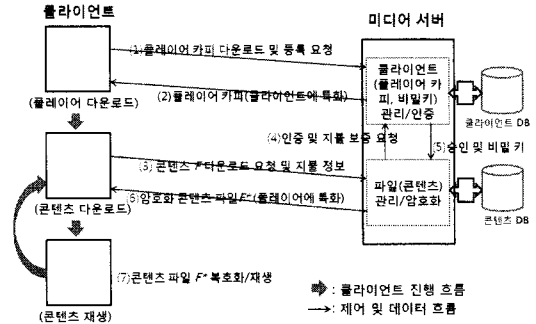 클라이언트
미디어 서버
(1)플레이어 카피 다운로드 및 등록 요청
(2)플레이어 카피(클라이언트에 특화)
(플레이어 다운로드)
클라이언트
(플레이어 카
피, 비밀키)
관리/인증
클라이언트 DB
(4)인증 및 지불 보증 요청
(5)승인 및 비밀 키
(3) 콘텐츠 F 다운로드 요청 및 지불 정보
(6)암호화 콘텐츠 파일F*(플레이어에 특화)
(콘텐츠 다운로드)
파일(콘텐츠)
관리/암호화
콘텐츠 DB
(7)콘텐츠 파일 F* 복호화/재생
(콘텐츠 재생)
: 클라이언트 진행 흐름
: 제어 및 데이터 흐름